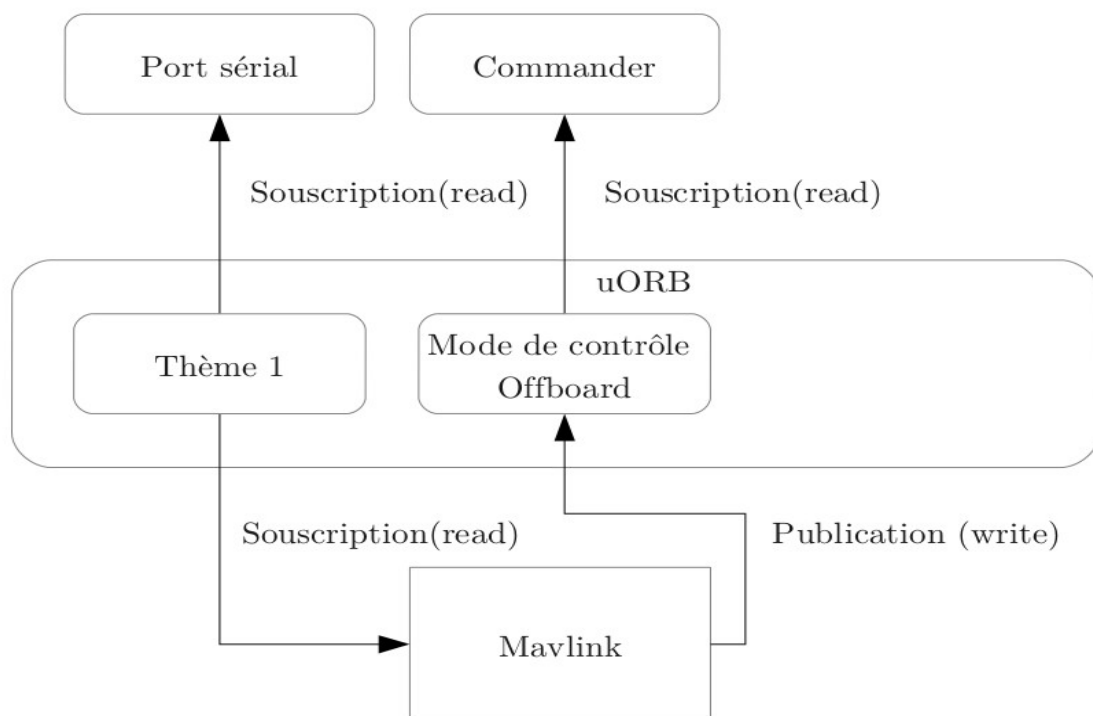 Port sérial
Commander
Souscription(read)
Souscription(read)
uORB
Thème 1
Mode de contrôle
Offboard
Souscription(read)
Publication (write)
Mavlink